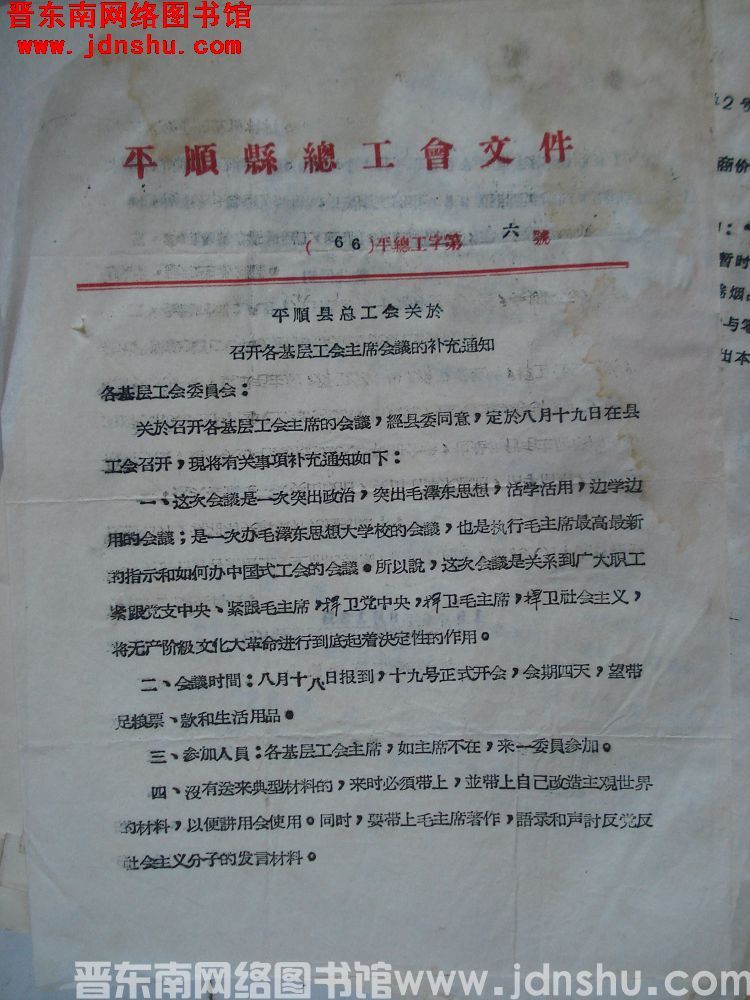 晋东南网络图书馆
www.jdnshu.com
平順縣總工會文件
(66)平總工字第六號
平順县总工会关於
召开各基层工会主席会議的补充通知
各基层工会委員会：
关於召开各基层工会主席的会議，經县委同意，定於八月十九日在县
工会召开，現将有关事項补充通知如下：
一、这次会議是一次突出政治，突出毛澤东思想，活学活用，边学边
用的会議；是一次办毛澤东思想大学校的会議，也是执行毛主席最高最新
的指示和如何办中国式工会的会議。所以說，这次会議是关系到广大职工
紧跟党支中央、紧跟毛主席，捍卫党中央，捍卫毛主席，捍卫社会主义，
将无产阶級文化大革命进行到底起着决定性的作用。
二、会議时間：八月十八日报到，十九号正式开会，会期四天，望带
足粮票、款和生活用品。
三、参加人員：各基层工会主席，如主席不在，来一委員参加。
四、沒有送来典型材料的，来时必須带上，並带上自己改造主观世界
的材料，以便讲用会使用。同时，要带上毛主席著作，語录和声討反党反
社会主义分子的发言材料。
2号
商价
暂时
与
出本
晋东南网络图书馆www.jdnshu.com